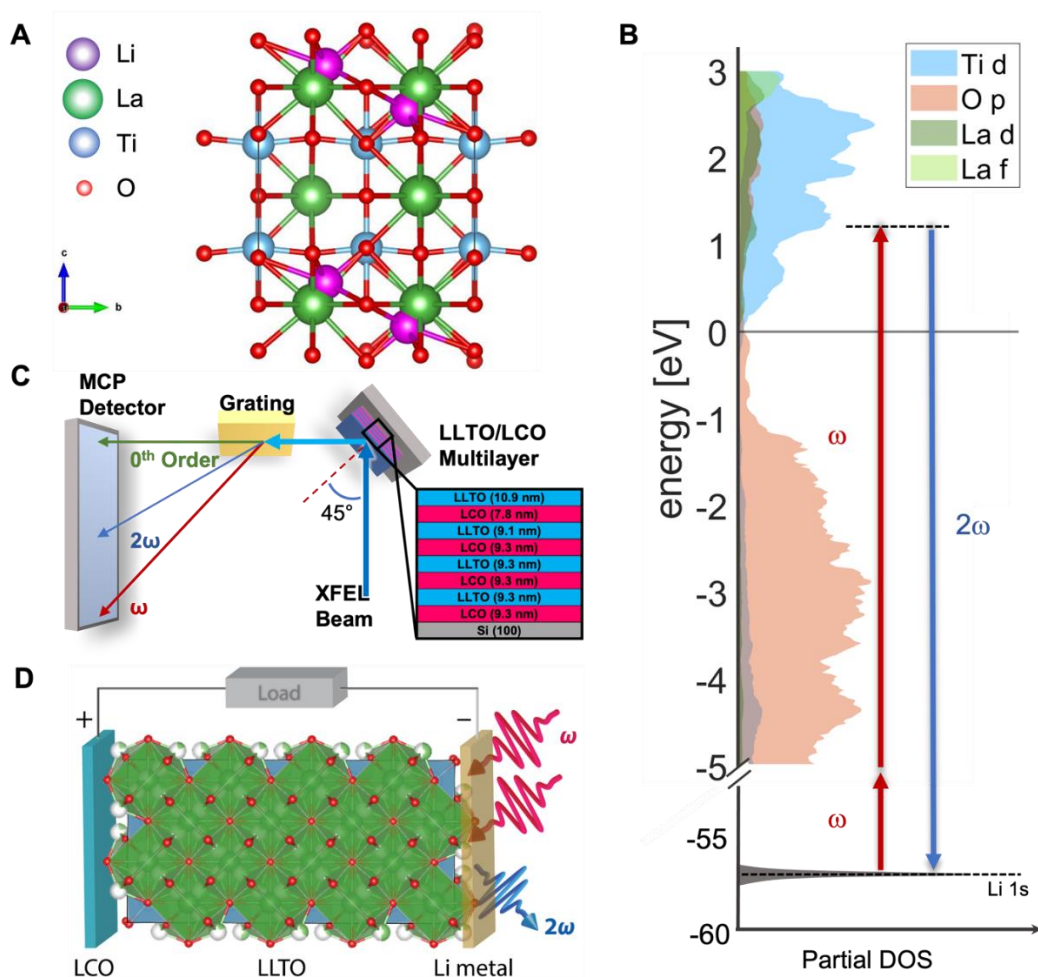 A
Li
La
Ti
O
c
b
B
3
2
1
0
-1
-2
-3
-4
-5
-55
-60
energy [eV]
Ti d
O p
La d
La f
ω
2ω
ω
Li 1s
Partial DOS
C
MCP
Detector
Grating
0th Order
2ω
ω
45°
XFEL
Beam
LLTO/LCO
Multilayer
LLTO (10.9 nm)
LCO (7.8 nm)
LLTO (9.1 nm)
LCO (9.3 nm)
LLTO (9.3 nm)
LCO (9.3 nm)
LLTO (9.3 nm)
LCO (9.3 nm)
Si (100)
D
Load
+
−
ω
2ω
LCO
LLTO
Li metal